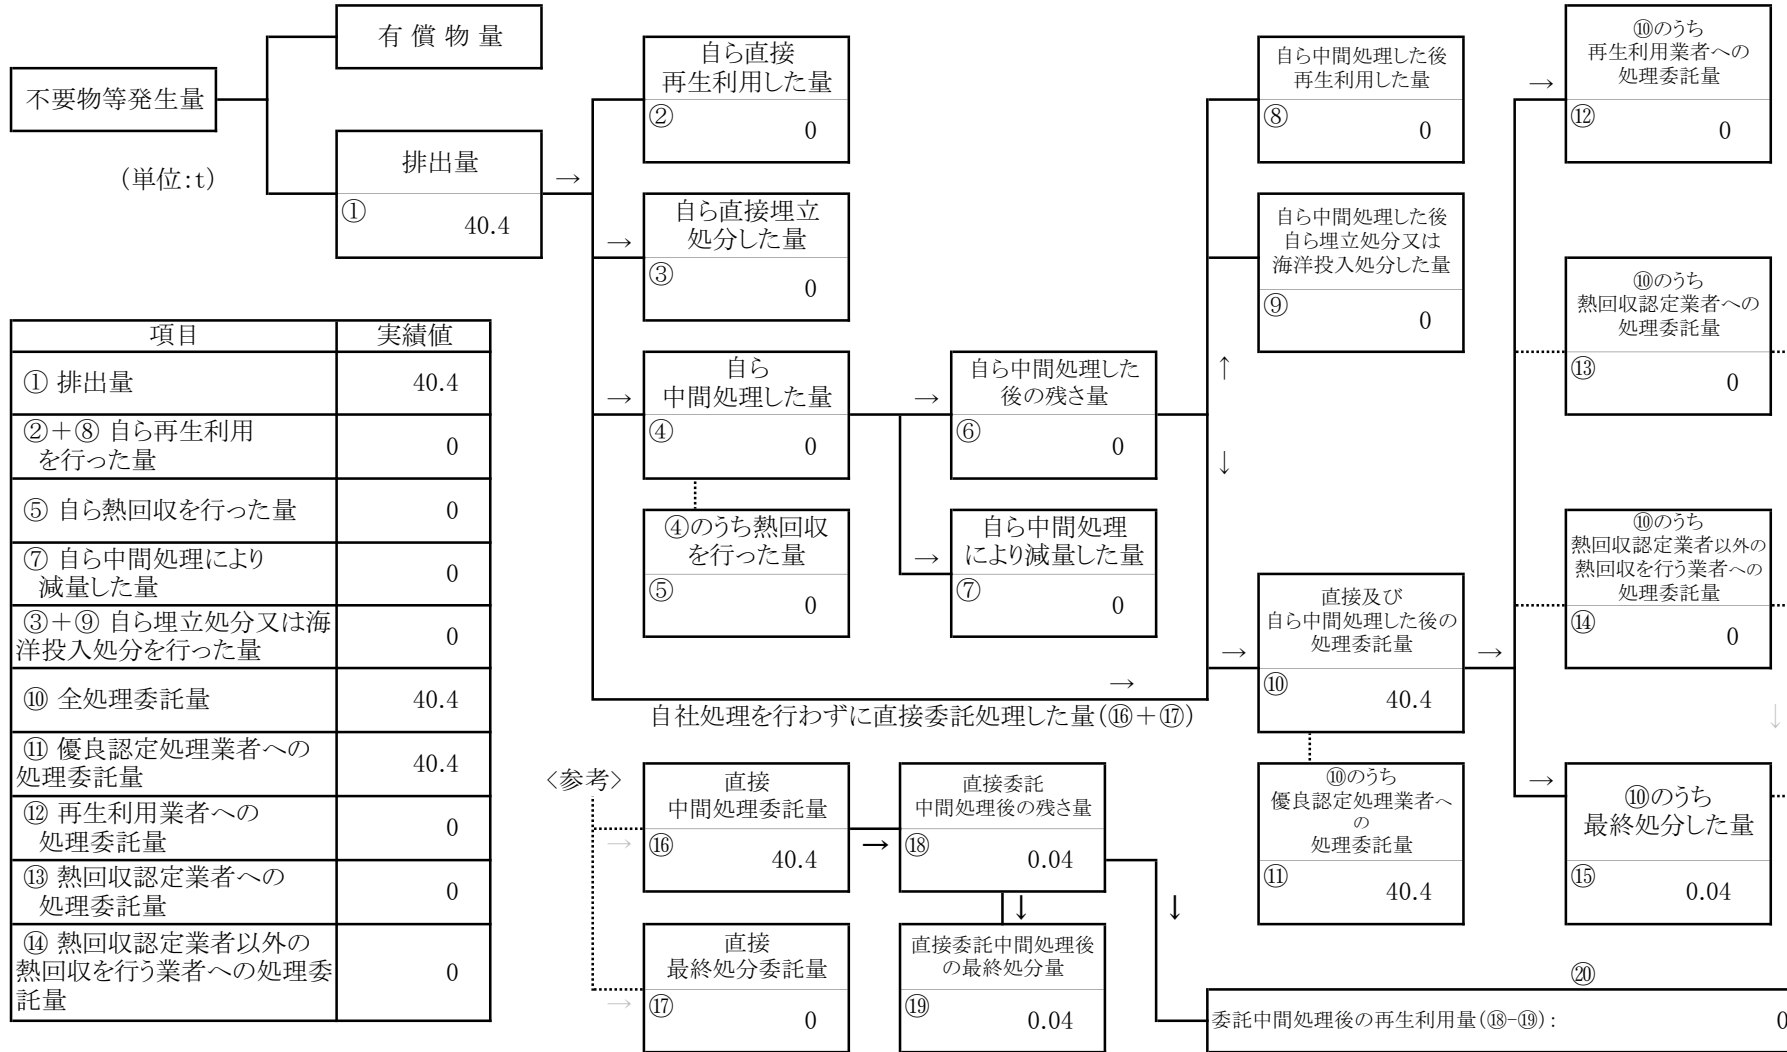 有 償 物 量
不要物等発生量
（単位：t）
排出量
①
40.4
→
自ら直接
再生利用した量
②
0
→
自ら直接埋立
処分した量
③
0
→
自ら
中間処理した量
④
0
④のうち熱回収
を行った量
⑤
0
→
自ら中間処理した
後の残さ量
⑥
0
→
自ら中間処理
により減量した量
⑦
0
自ら中間処理した後
再生利用した量
⑧
0
自ら中間処理した後
自ら埋立処分又は
海洋投入処分した量
⑨
0
↑
↓
→
直接及び
自ら中間処理した後の
処理委託量
⑩
40.4
→
→
自社処理を行わずに直接委託処理した量（⑯＋⑰）
⑩のうち
優良認定処理業者へ
の
処理委託量
⑪
40.4
→
⑩のうち
再生利用業者への
処理委託量
⑫
0
⑩のうち
熱回収認定業者への
処理委託量
⑬
0
⑩のうち
熱回収認定業者以外の
熱回収を行う業者への
処理委託量
⑭
0
↓
→
⑩のうち
最終処分した量
⑮
0.04
項目 実績値
① 排出量 40.4
②＋⑧ 自ら再生利用
を行った量 0
⑤ 自ら熱回収を行った量 0
⑦ 自ら中間処理により
減量した量 0
③＋⑨ 自ら埋立処分又は海
洋投入処分を行った量 0
⑩ 全処理委託量 40.4
⑪ 優良認定処理業者への
処理委託量 40.4
⑫ 再生利用業者への
処理委託量 0
⑬ 熱回収認定業者への
処理委託量 0
⑭ 熱回収認定業者以外の
熱回収を行う業者への処理委
託量 0
〈参考〉
→
直接
中間処理委託量
⑯
40.4
→
直接委託
中間処理後の残さ量
⑱
0.04
↓
↓
→
直接
最終処分委託量
⑰
0
直接委託中間処理後
の最終処分量
⑲
0.04
⑳
委託中間処理後の再生利用量（⑱-⑲）： 0